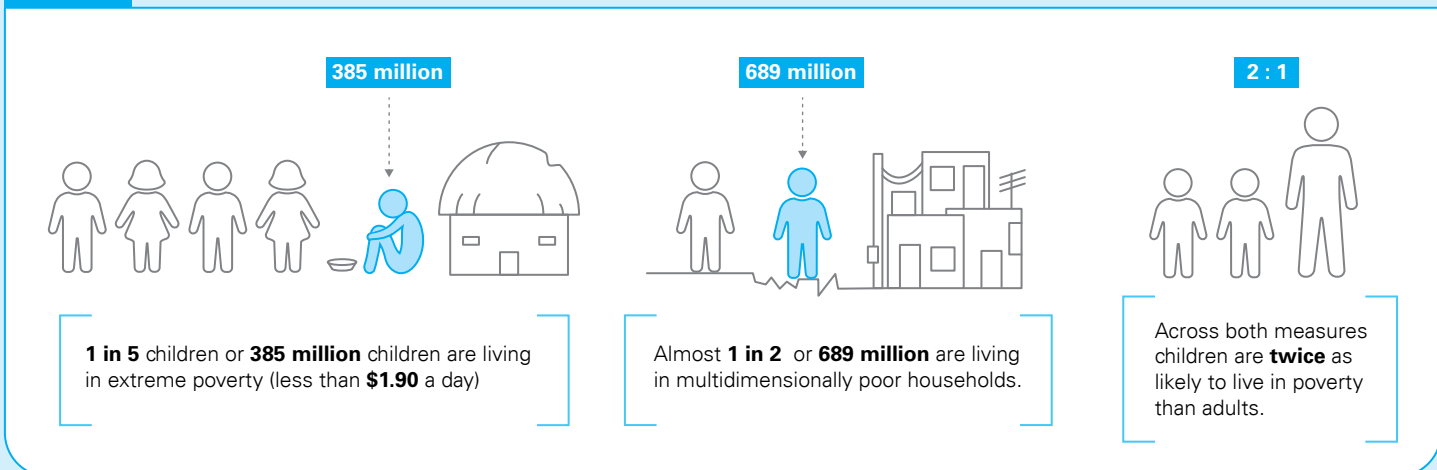 385 million
689 million
2 : 1
1 in 5 children or 385 million children are living
in extreme poverty (less than $1.90 a day)
Almost 1 in 2 or 689 million are living
in multidimensionally poor households.
Across both measures
children are twice as
likely to live in poverty
than adults.